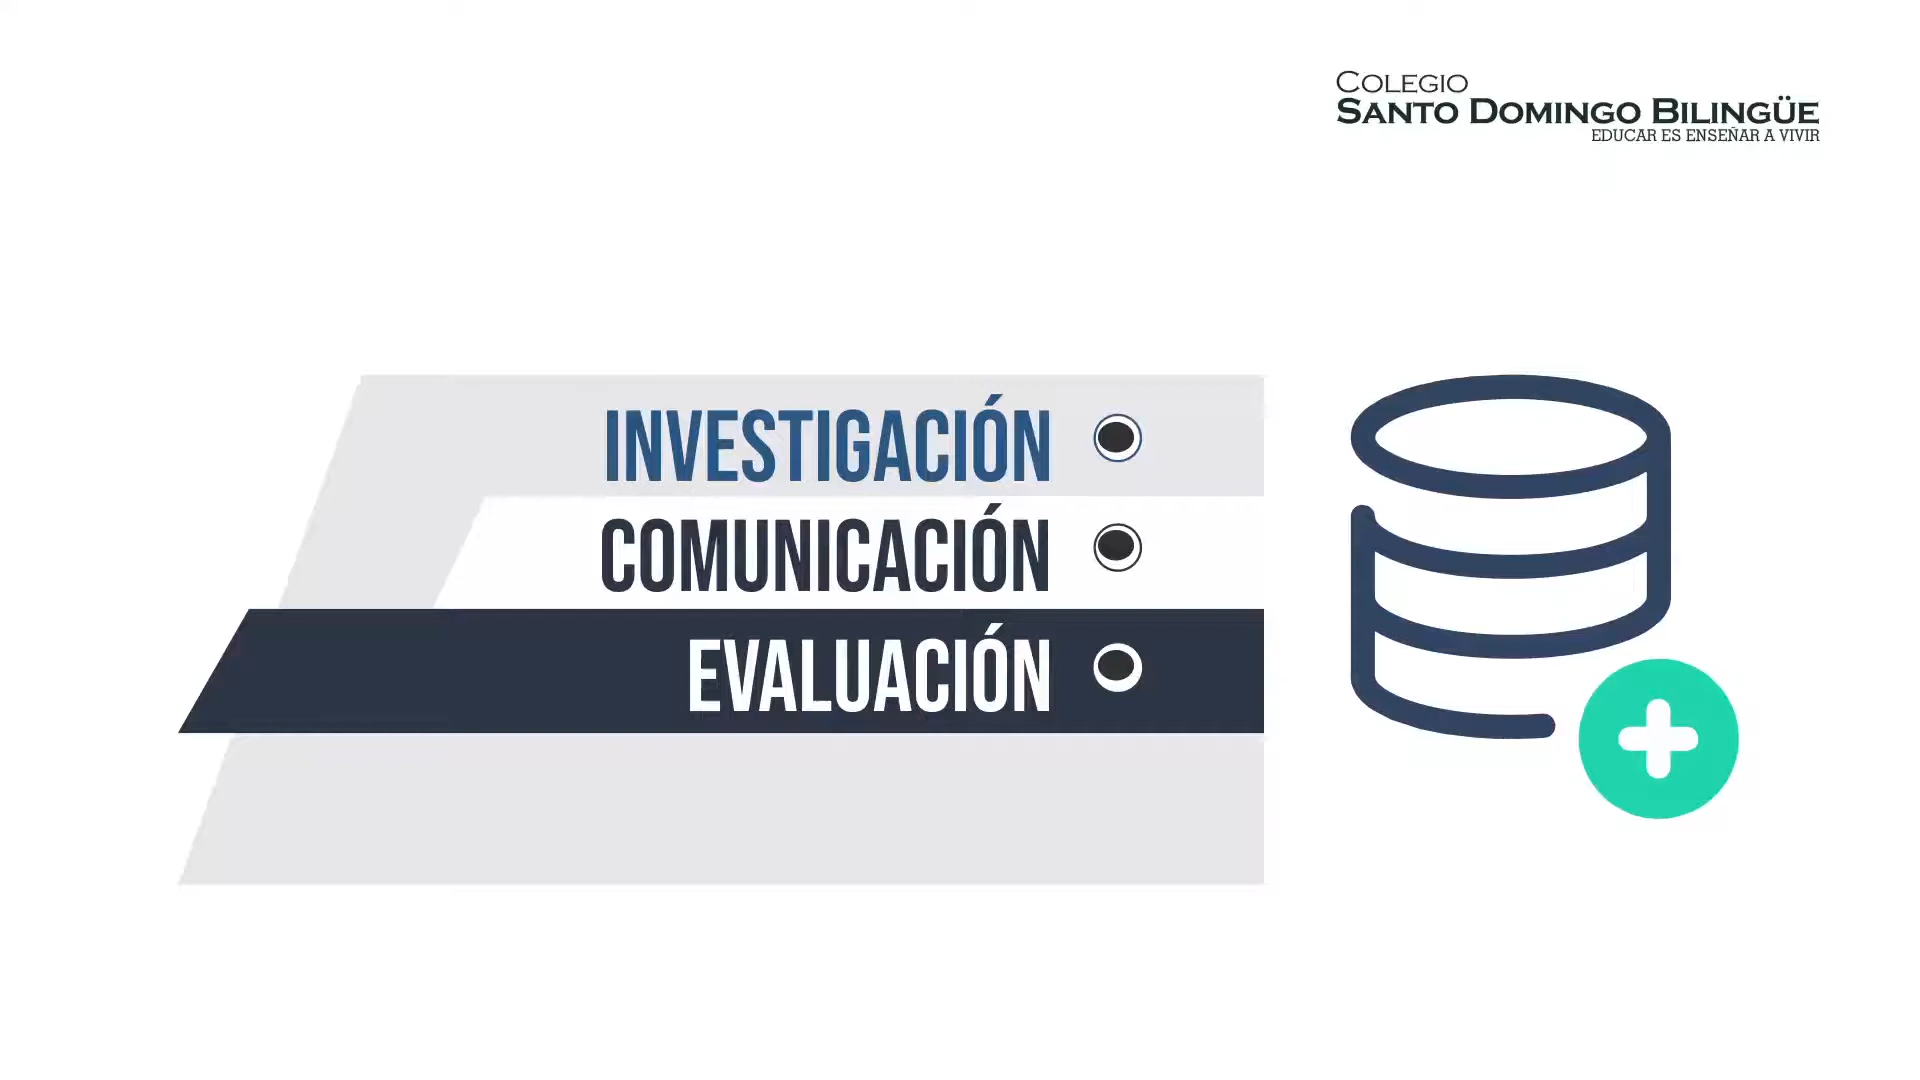 COLEGIO
SANTO DOMINGO BILINGÜE
EDUCAR ES ENSEÑAR A VIVIR
INVESTIGACIÓN
COMUNICACIÓN
EVALUACIÓN